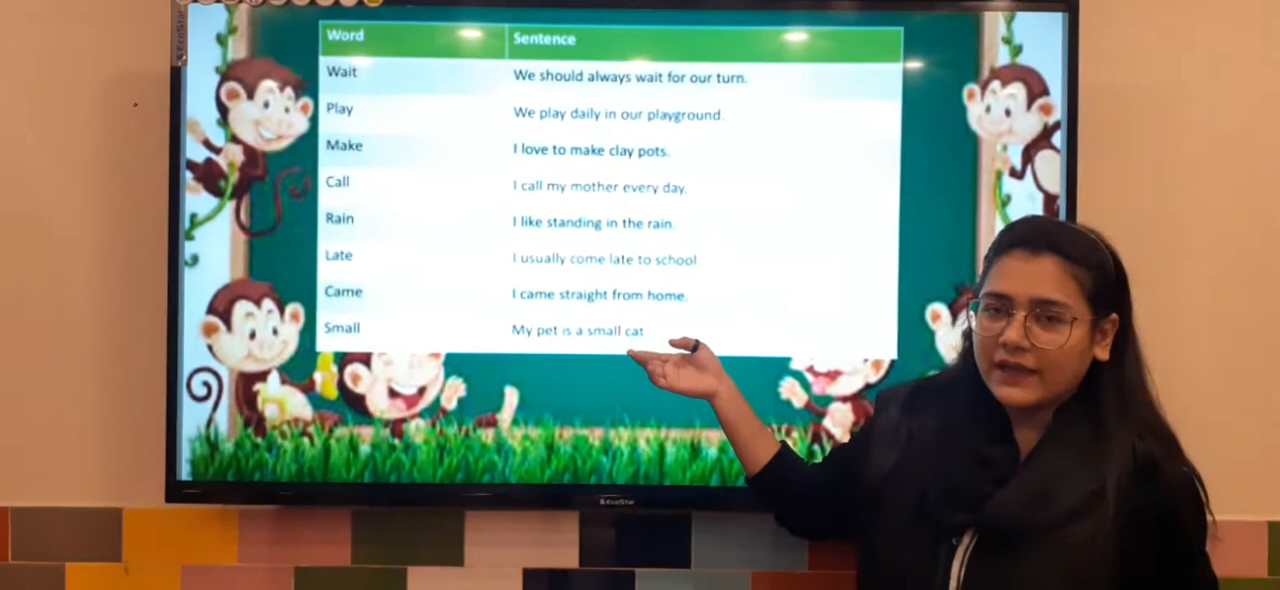 EcoStar
Word Sentence
Wait We should always wait for our turn.
Play We play daily in our playground.
Make I love to make clay pots.
Call I call my mother every day.
Rain I like standing in the rain.
Late I usually come late to school
Came I came straight from home.
Small My pet is a small cat
EcoStar